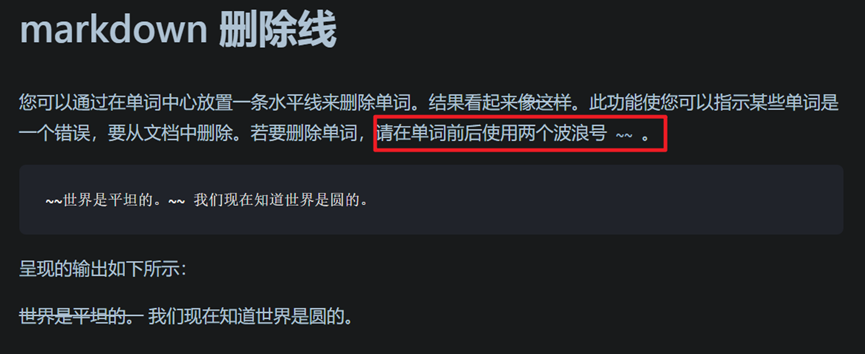 markdown 删除线
您可以通过在单词中心放置一条水平线来删除单词。结果看起来像这样。此功能使您可以指示某些单词是
一个错误，要从文档中删除。若要删除单词，请在单词前后使用两个波浪号 ~~ 。
~~世界是平坦的。~~ 我们现在知道世界是圆的。
呈现的输出如下所示：
世界是平坦的。 我们现在知道世界是圆的。